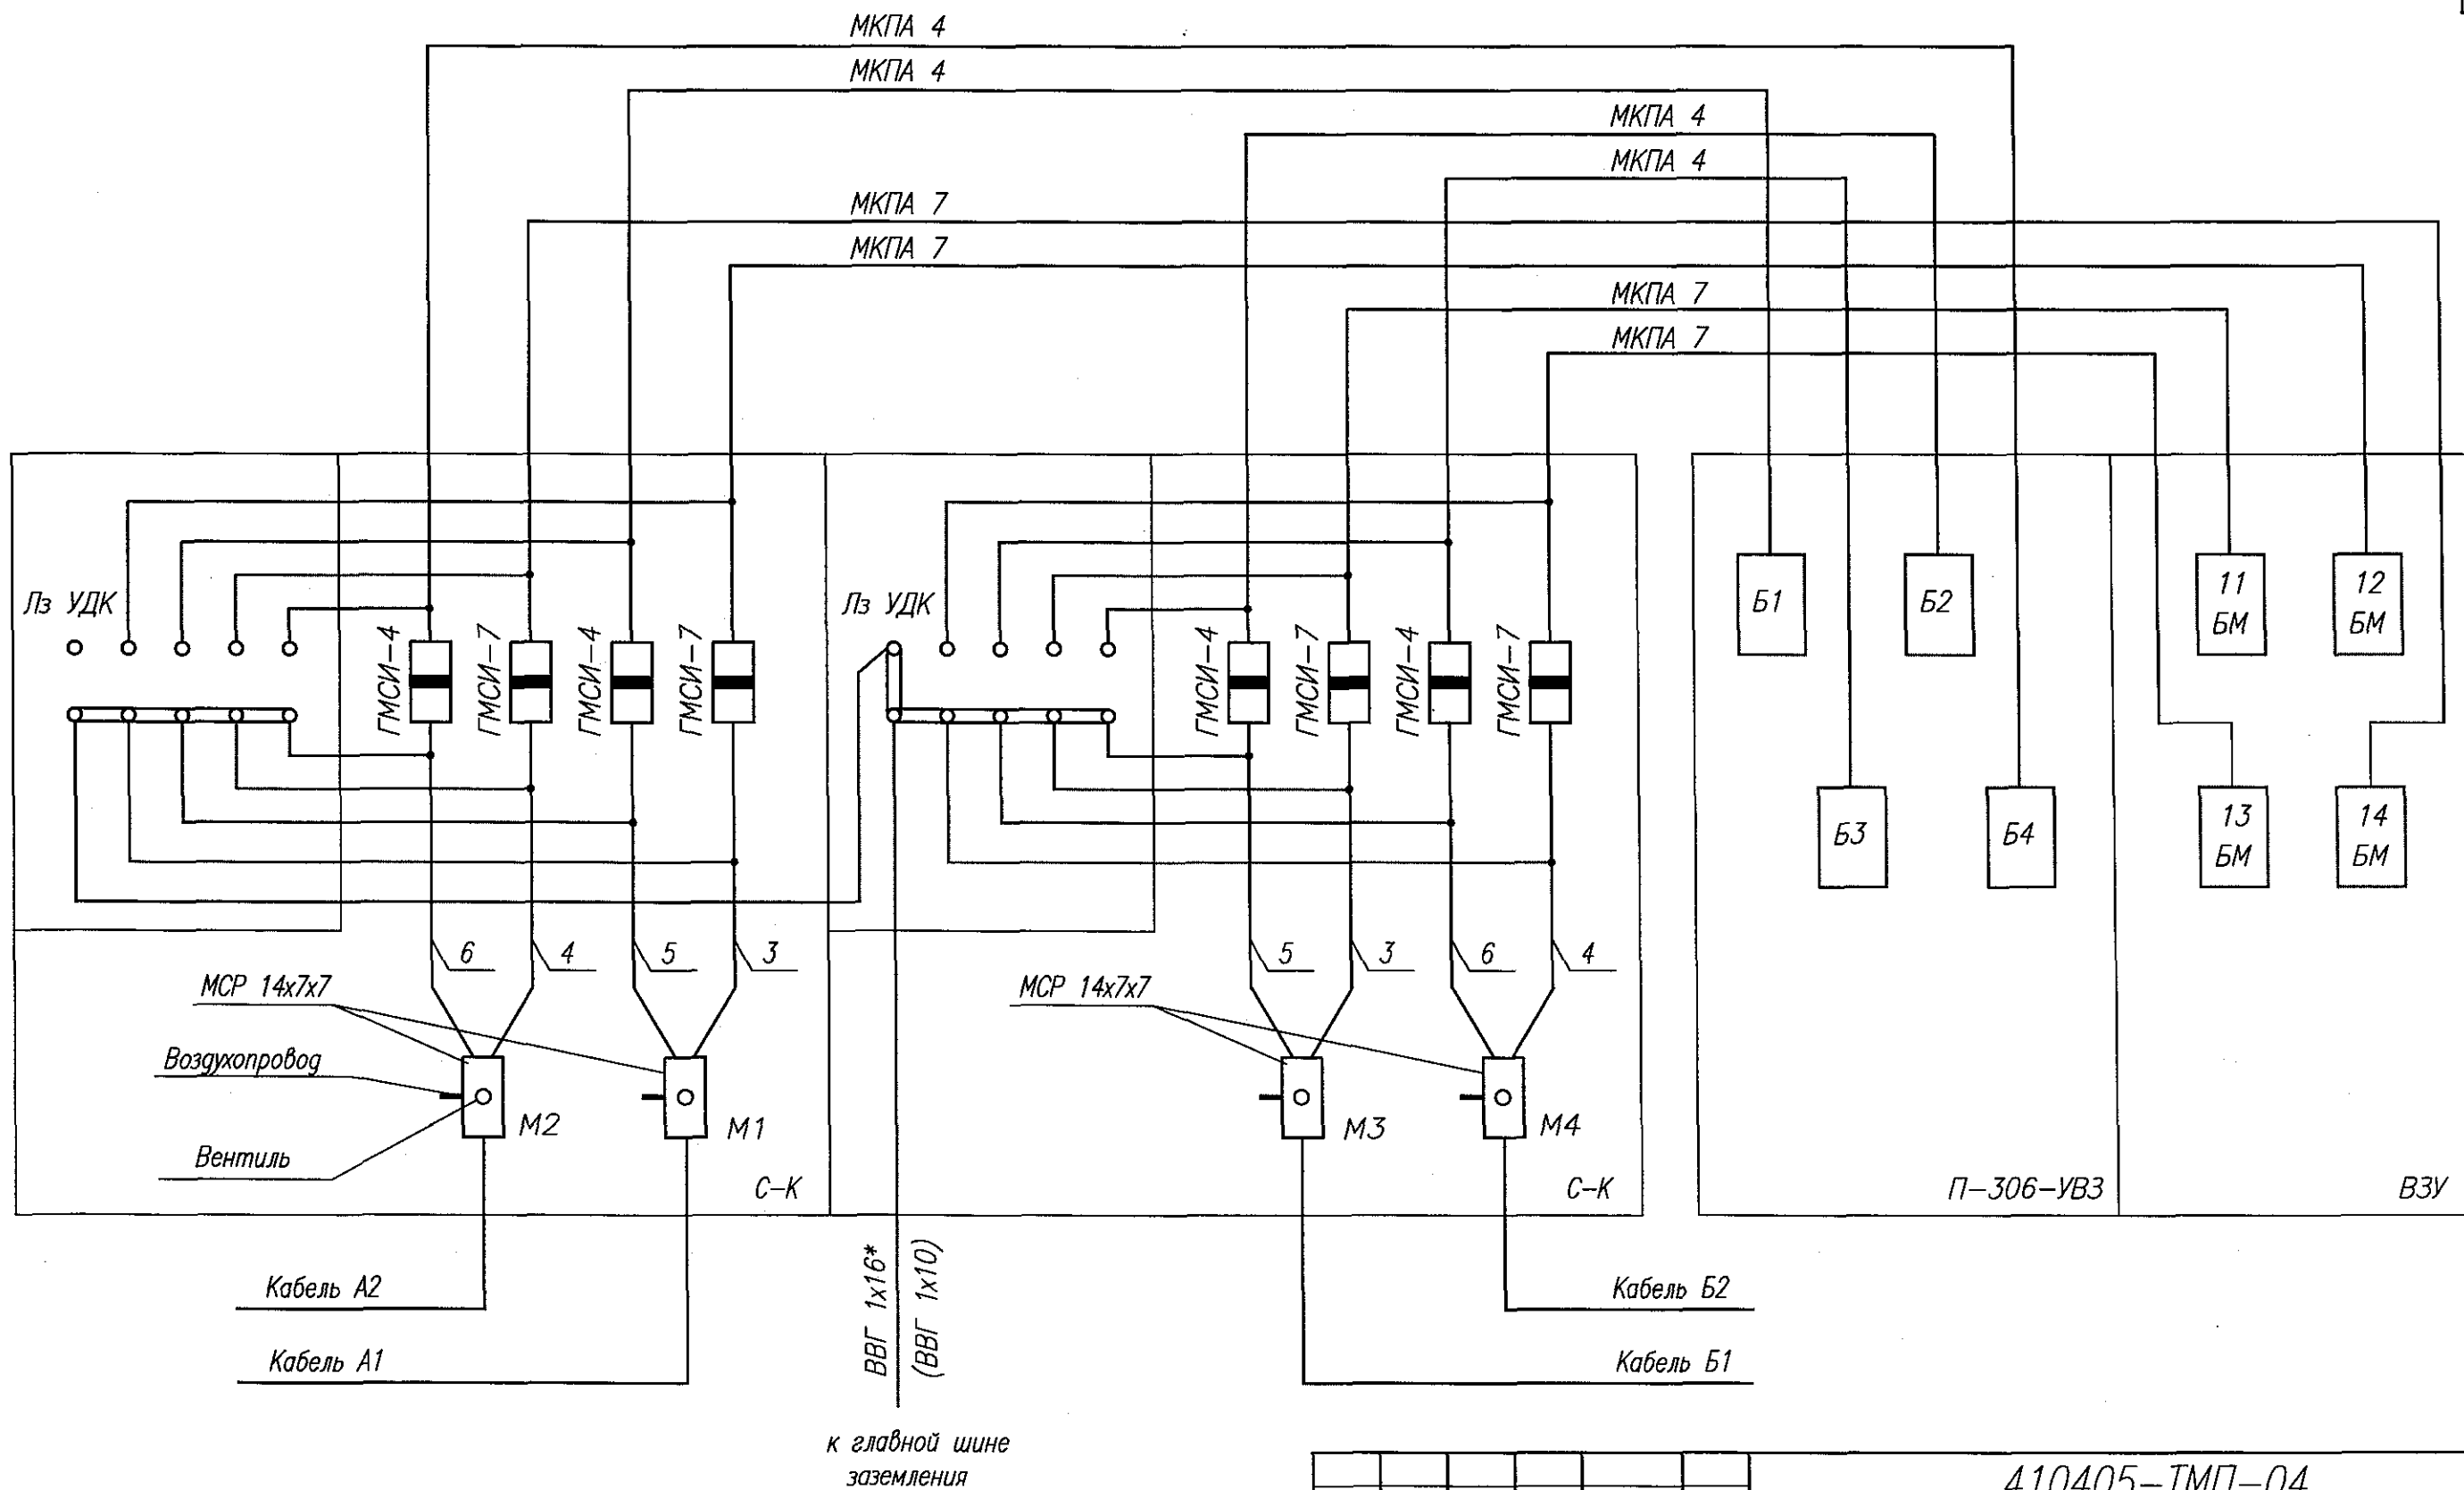 МКПА 4
МКПА 4
МКПА 4
МКПА 4
МКПА 7
МКПА 7
МКПА 7
МКПА 7
Лз УДК
ГМСИ-4
ГМСИ-7
ГМСИ-4
ГМСИ-7
Лз УДК
ГМСИ-4
ГМСИ-7
ГМСИ-4
ГМСИ-7
Б1
Б2
11
БМ
12
БМ
Б3
Б4
13
БМ
14
БМ
6
4
5
3
5
3
6
4
МСР 14х7х7
МСР 14х7х7
Воздухопровод
Вентиль
М2
М1
М3
М4
С-К
С-К
П-306-УВЗ
ВЗУ
Кабель А2
Кабель А1
ВВГ 1х16*
(ВВГ 1х10)
Кабель Б2
Кабель Б1
к главной шине
заземления
410405-ТМП-04